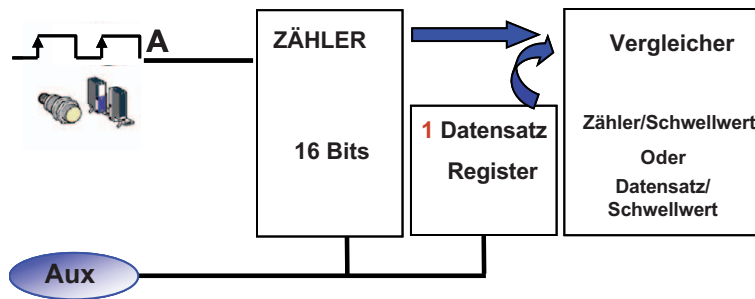 A
ZÄHLER
16 Bits
1 Datensatz
Register
Vergleicher
Zähler/Schwellwert
Oder
Datensatz/
Schwellwert
Aux